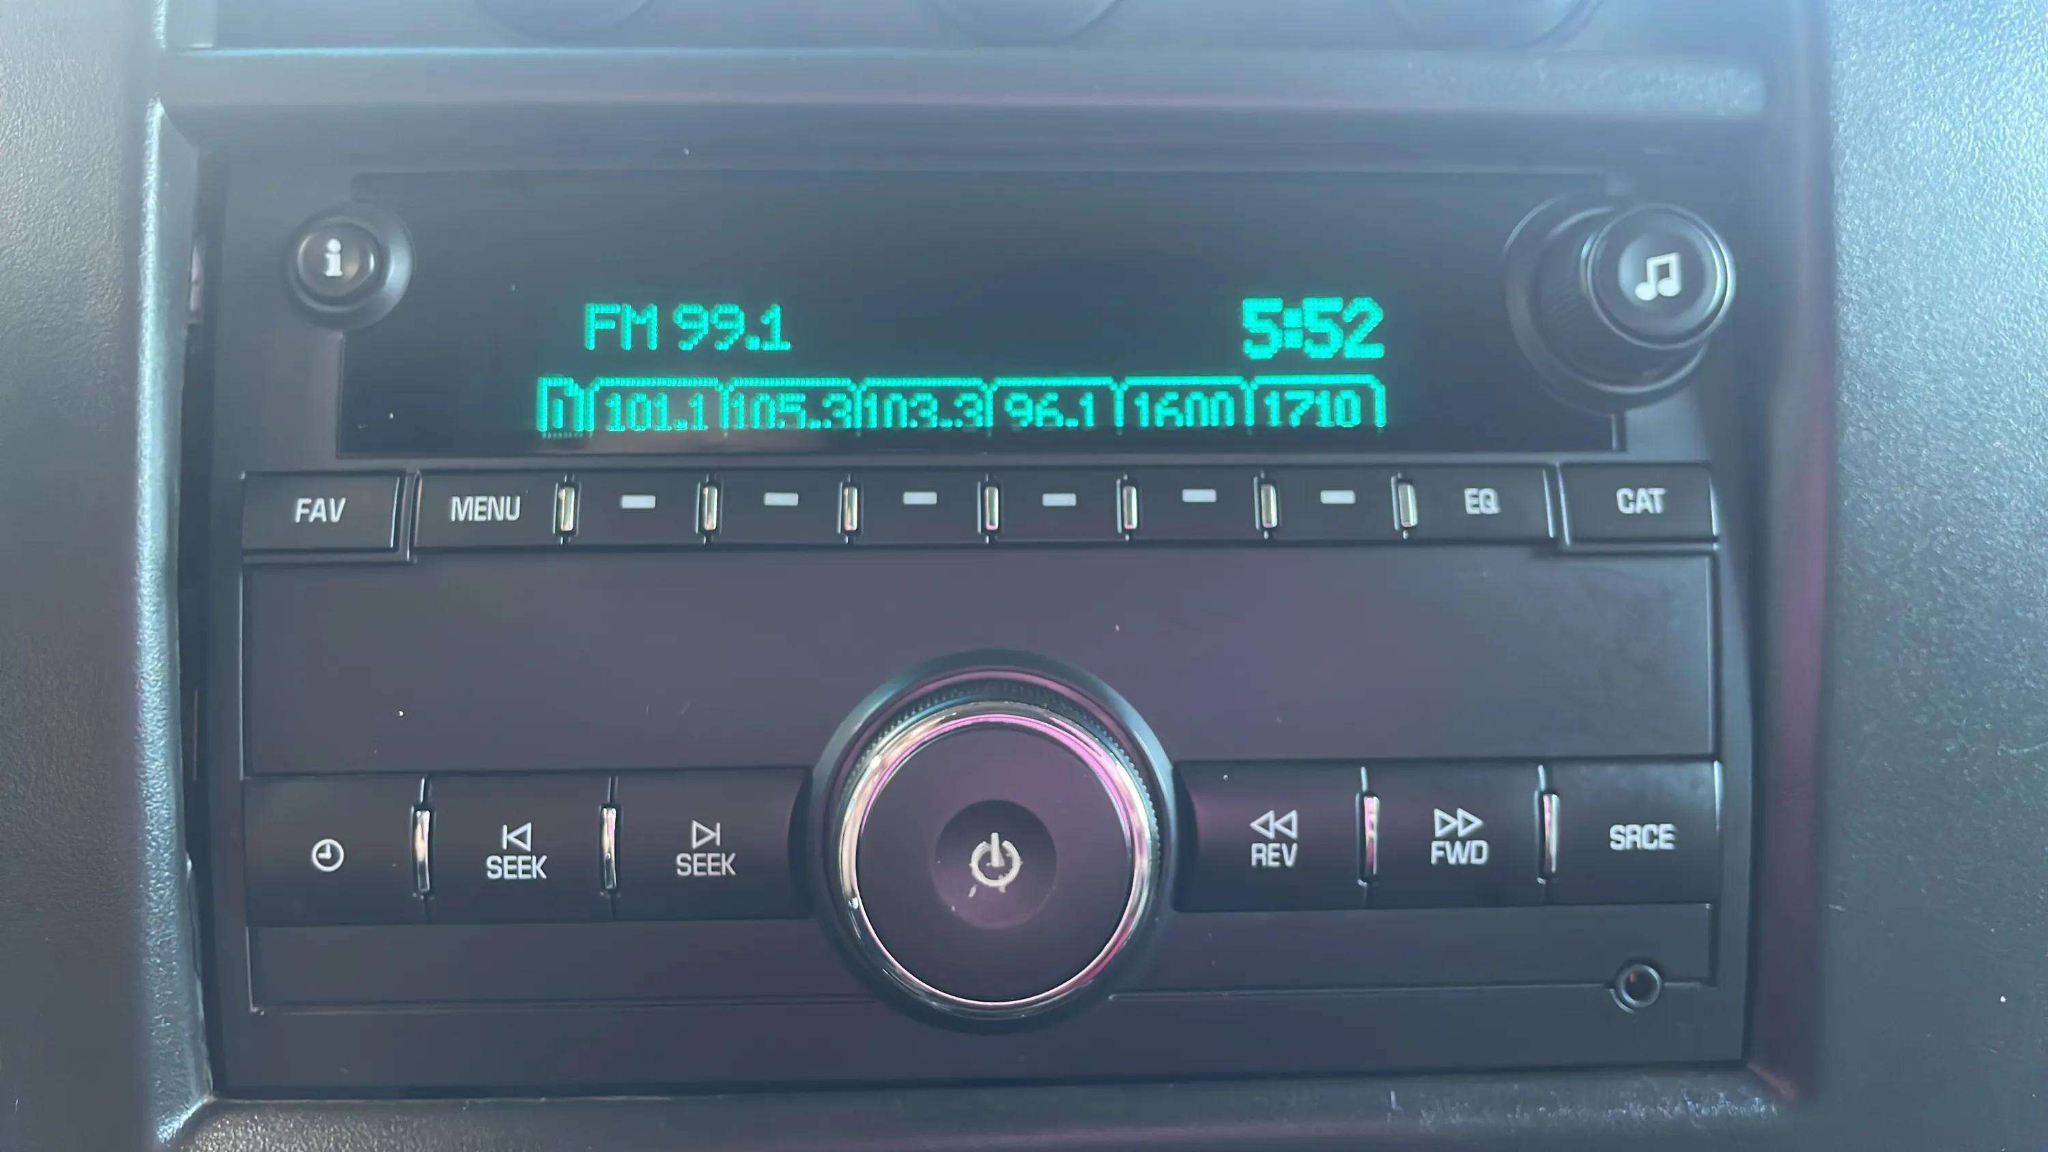 i
FM 99.1 5:52
101.1 105.3 103.3 96.1 1600 1710
FAV MENU EQ CAT
SEEK SEEK REV FWD SRCE